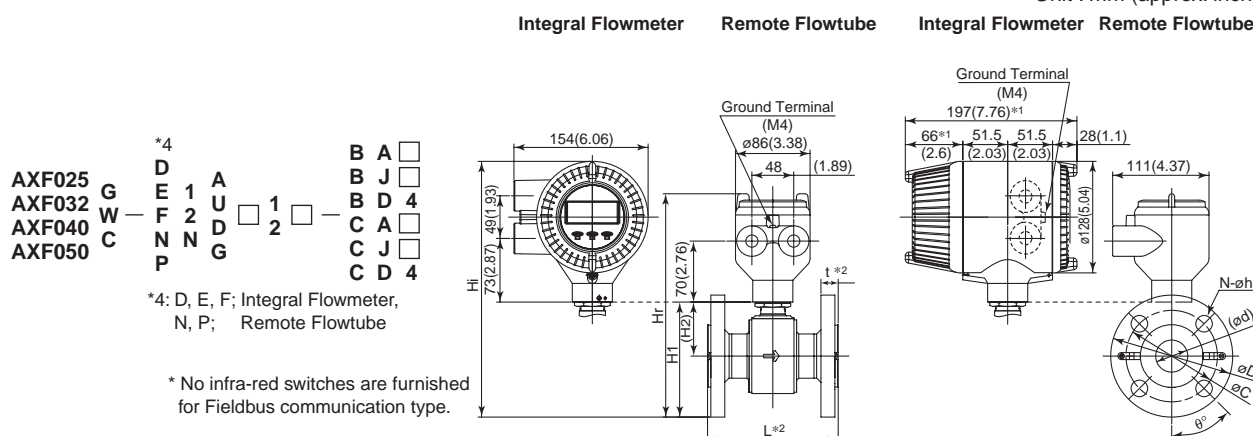 Integral Flowmeter Remote Flowtube Integral Flowmeter Remote Flowtube
Ground Terminal
(M4)
197(7.76)*1
66*1 51.5 51.5 28(1.1)
(2.6) (2.03) (2.03)
111(4.37)
ø128(5.04)
Ground Terminal
(M4)
ø86(3.38)
48 (1.89)
154(6.06)
49(1.93)
73(2.87)
Hi
70(2.76)
t *2
Hr
H1
(H2)
L*2
N-øh
(ød)
øD
øC
θ°
*4
AXF025
AXF032
AXF040
AXF050
G
W
C
—
D
E
F
N
P
1
2
N
A
U
D
G
□
1
2
□
—
B A □
B J □
B D 4
C A □
C J □
C D 4
*4: D, E, F; Integral Flowmeter,
N, P; Remote Flowtube
* No infra-red switches are furnished
for Fieldbus communication type.